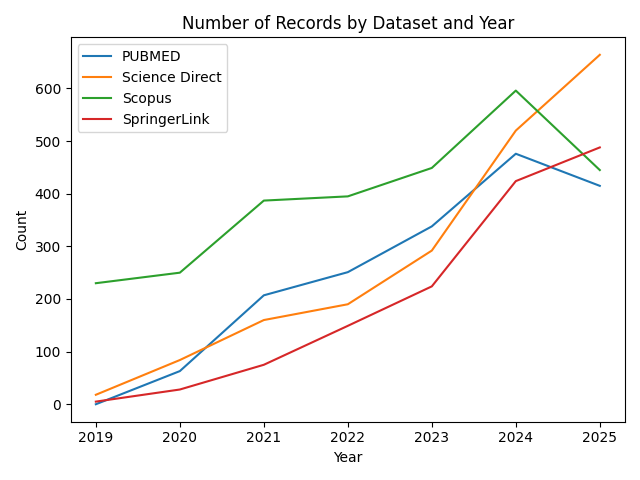 Number of Records by Dataset and Year
PUBMED
Science Direct
Scopus
SpringerLink
600
500
400
300
200
100
0
Count
2019 2020 2021 2022 2023 2024 2025
Year